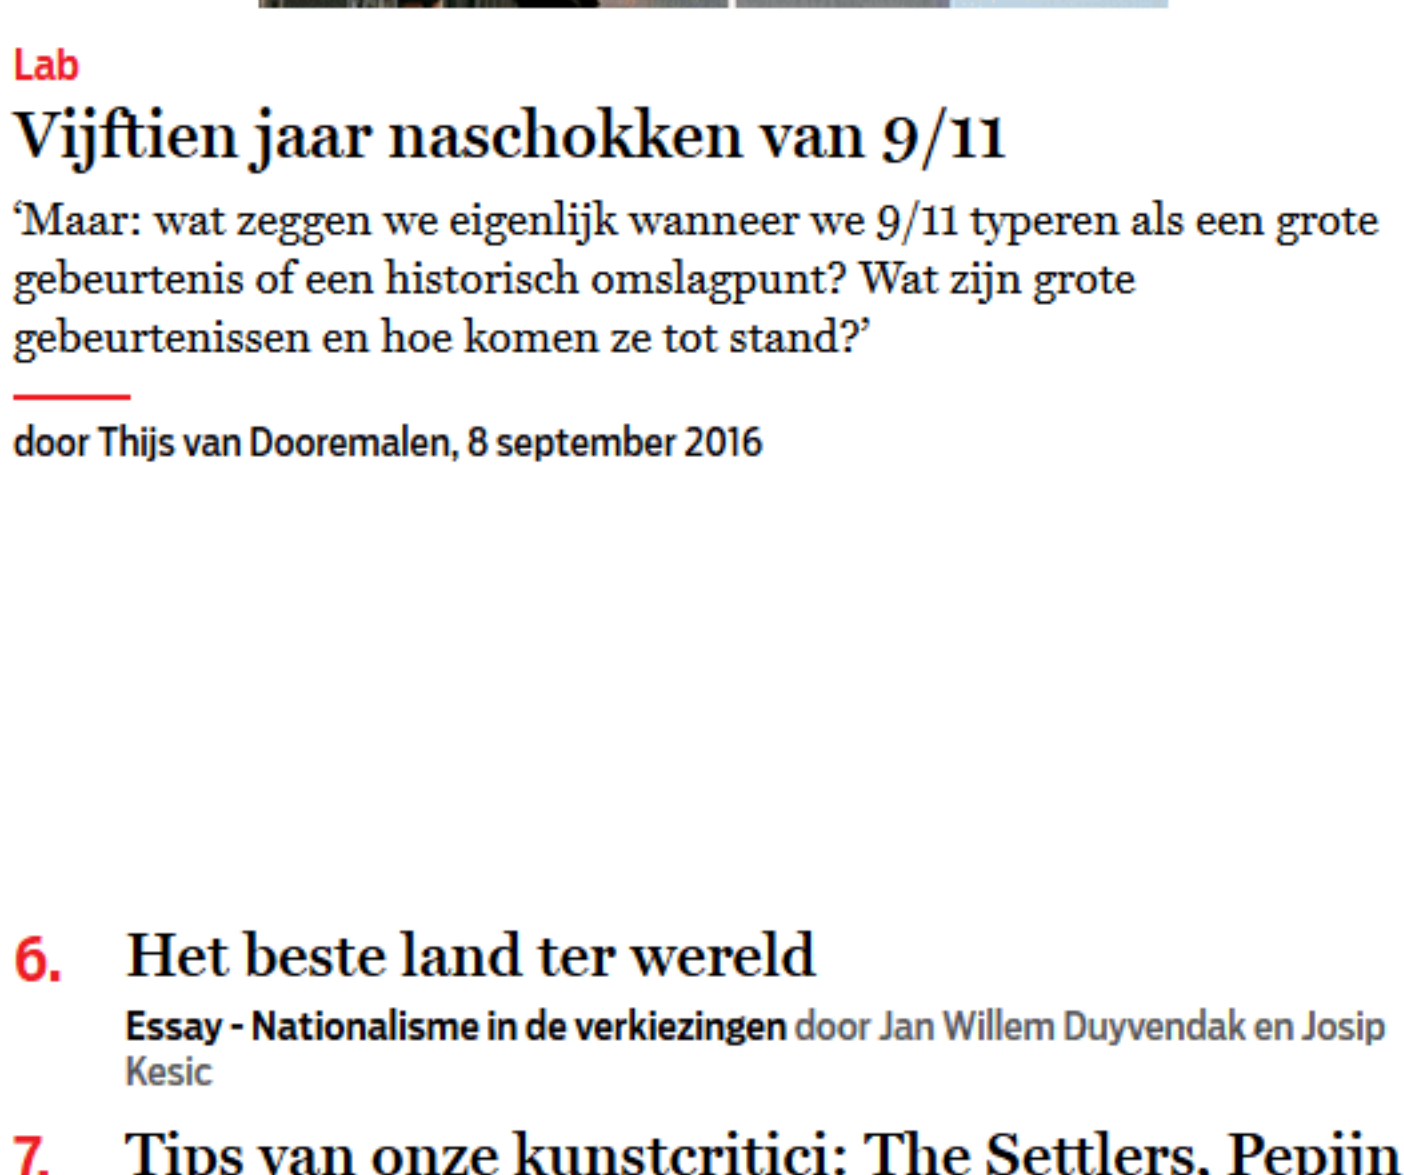 Lab
Vijftien jaar naschokken van 9/11
‘Maar: wat zeggen we eigenlijk wanneer we 9/11 typeren als een grote
gebeurtenis of een historisch omslagpunt? Wat zijn grote
gebeurtenissen en hoe komen ze tot stand?’
door Thijs van Dooremalen, 8 september 2016
6. Het beste land ter wereld
Essay - Nationalisme in de verkiezingen door Jan Willem Duyvendak en Josip
Kesic
7. Tips van onze kunstcritici: The Settlers, Pepijn